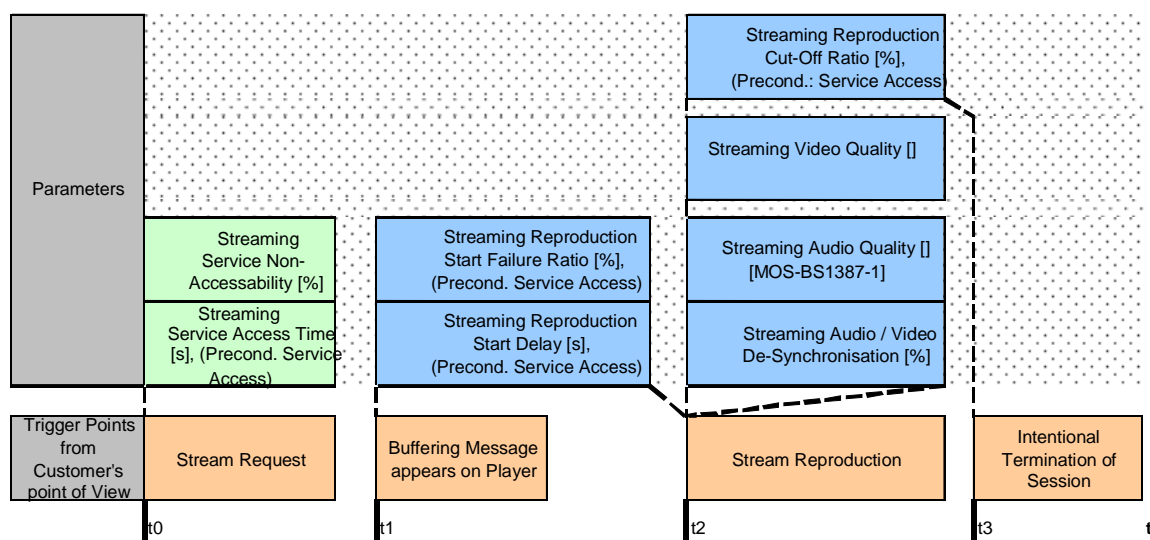 Streaming Reproduction
Cut-Off Ratio [%],
(Precond.: Service Access)
Streaming Video Quality []
Parameters
Streaming
Service Non-
Accessability [%]
Streaming Reproduction
Start Failure Ratio [%],
(Precond. Service Access)
Streaming Audio Quality []
[MOS-BS1387-1]
Streaming
Service Access Time
[s], (Precond. Service
Access)
Streaming Reproduction
Start Delay [s],
(Precond. Service Access)
Streaming Audio / Video
De-Synchronisation [%]
Trigger Points
from
Customer's
point of View
Stream Request
Buffering Message
appears on Player
Stream Reproduction
Intentional
Termination of
Session
t0
t1
t2
t3
t